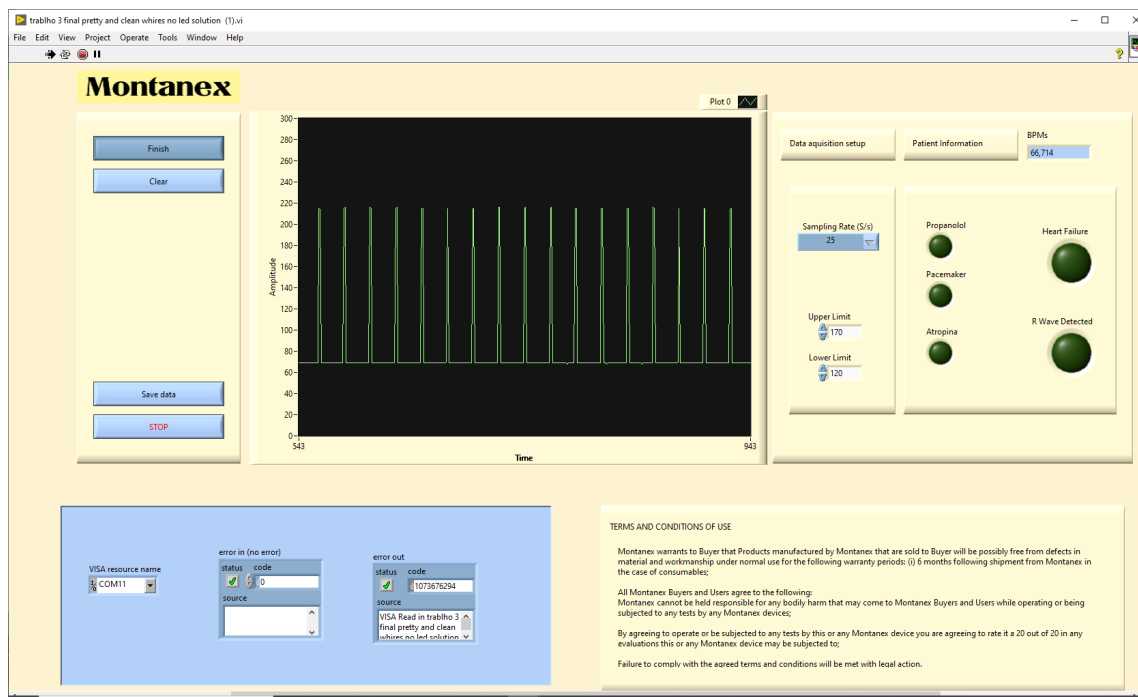 trablho 3 final pretty and clean whires no led solution (1).vi
File Edit View Project Operate Tools Window Help
Montanex
Plot 0
Finish
Clear
Save data
STOP
300
280
260
240
220
200
180
160
140
120
100
80
60
40
20
0
Amplitude
543
943
Time
Data aquisition setup
Patient Information
BPMs
66,714
Sampling Rate (S/s)
25
Upper Limit
170
Lower Limit
120
Propanolol
Pacemaker
Atropina
Heart Failure
R Wave Detected
VISA resource name
COM11
error in (no error)
status code
0
source
error out
status code
1073676294
source
VISA Read in trablho 3
final pretty and clean
whires no led solution
TERMS AND CONDITIONS OF USE
Montanex warrants to Buyer that Products manufactured by Montanex that are sold to Buyer will be possibly free from defects in
material and workmanship under normal use for the following warranty periods: (i) 6 months following shipment from Montanex in
the case of consumables;
All Montanex Buyers and Users agree to the following:
Montanex cannot be held responsible for any bodily harm that may come to Montanex Buyers and Users while operating or being
subjected to any tests by any Montanex devices;
By agreeing to operate or be subjected to any tests by this or any Montanex device you are agreeing to rate it a 20 out of 20 in any
evaluations this or any Montanex device may be subjected to;
Failure to comply with the agreed terms and conditions will be met with legal action.